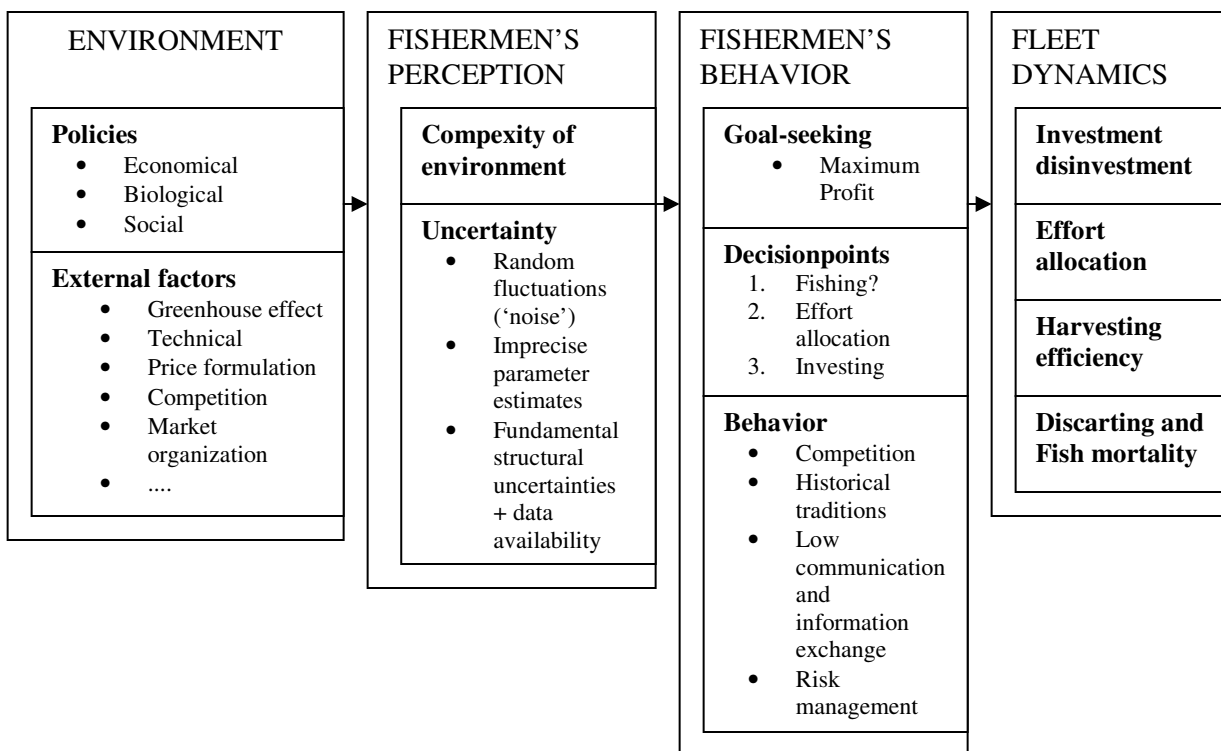 ENVIRONMENT
Policies
• Economical
• Biological
• Social
External factors
• Greenhouse effect
• Technical
• Price formulation
• Competition
• Market
organization
• ....
FISHERMEN’S
PERCEPTION
Compexity of
environment
Uncertainty
• Random
fluctuations
(‘noise’)
• Imprecise
parameter
estimates
• Fundamental
structural
uncertainties
+ data
availability
FISHERMEN’S
BEHAVIOR
Goal-seeking
• Maximum
Profit
Decisionpoints
1. Fishing?
2. Effort
allocation
3. Investing
Behavior
• Competition
• Historical
traditions
• Low
communication
and
information
exchange
• Risk
management
FLEET
DYNAMICS
Investment
disinvestment
Effort
allocation
Harvesting
efficiency
Discarting and
Fish mortality